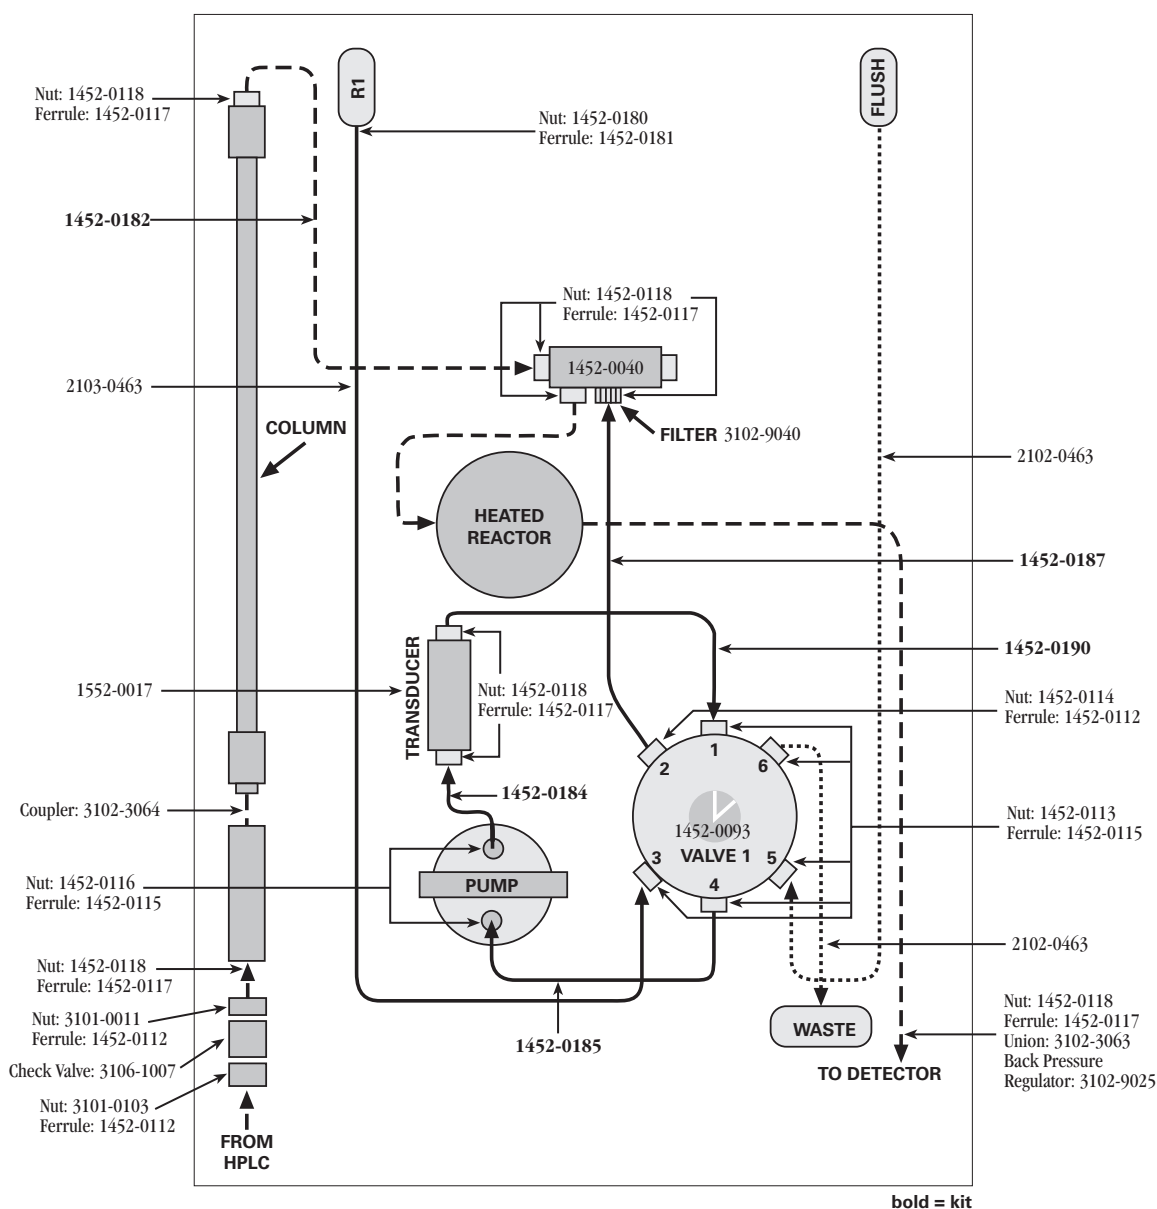 R1
FLUSH
Nut: 1452-0118
Ferrule: 1452-0117
Nut: 1452-0180
Ferrule: 1452-0181
1452-0182
Nut: 1452-0118
Ferrule: 1452-0117
1452-0040
2103-0463
COLUMN
FILTER 3102-9040
2102-0463
HEATED
REACTOR
1452-0187
TRANSDUCER
1452-0190
1552-0017
Nut: 1452-0118
Ferrule: 1452-0117
Nut: 1452-0114
Ferrule: 1452-0112
1
2
6
Coupler: 3102-3064
1452-0184
1452-0093
VALVE 1
3
5
4
Nut: 1452-0113
Ferrule: 1452-0115
PUMP
Nut: 1452-0116
Ferrule: 1452-0115
2102-0463
Nut: 1452-0118
Ferrule: 1452-0117
Nut: 3101-0011
Ferrule: 1452-0112
Check Valve: 3106-1007
Nut: 3101-0103
Ferrule: 1452-0112
1452-0185
WASTE
TO DETECTOR
Nut: 1452-0118
Ferrule: 1452-0117
Union: 3102-3063
Back Pressure
Regulator: 3102-9025
FROM
HPLC
bold = kit